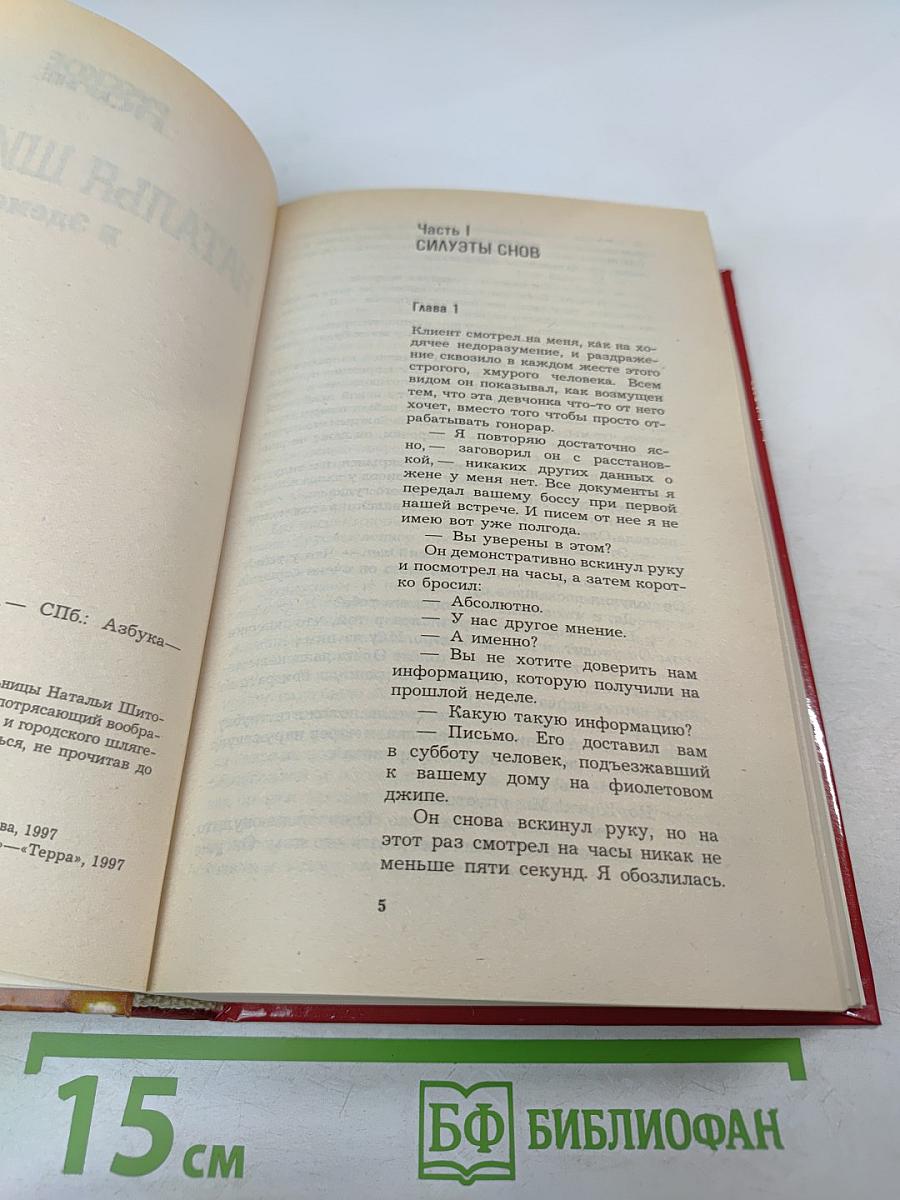 — СПб.: Азбука—
ницы Натальи Шито-
потрясающий вообра-
и городского шляге-
ься, не прочитав до
ва, 1997
»—«Терра», 1997
Часть I
СИЛУЭТЫ СНОВ
Глава 1
Клиент смотрел на меня, как на хо-
дячее недоразумение, и раздраже-
ние сквозило в каждом жесте этого
строгого, хмурого человека. Всем
видом он показывал, как возмущен
тем, что эта девчонка что-то от него
хочет, вместо того чтобы просто от-
рабатывать гонорар.
— Я повторяю достаточно яс-
но,— заговорил он с расстанов-
кой,— никаких других данных о
жене у меня нет. Все документы я
передал вашему боссу при первой
нашей встрече. И писем от нее я не
имею вот уже полгода.
— Вы уверены в этом?
Он демонстративно вскинул руку
и посмотрел на часы, а затем корот-
ко бросил:
— Абсолютно.
— У нас другое мнение.
— А именно?
— Вы не хотите доверить нам
информацию, которую получили на
прошлой неделе.
— Какую такую информацию?
— Письмо. Его доставил вам
в субботу человек, подъезжавший
к вашему дому на фиолетовом
джипе.
Он снова вскинул руку, но на
этот раз смотрел на часы никак не
меньше пяти секунд. Я обозлилась.
5
15 см
БФ БИБЛИОФАН